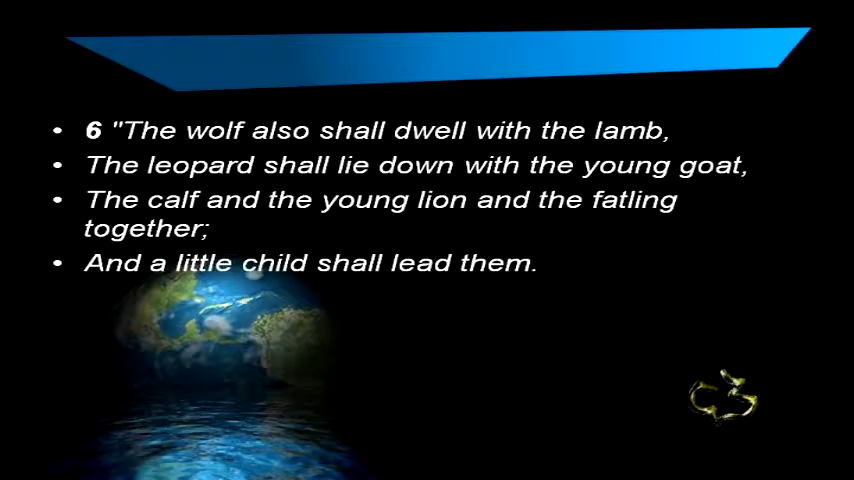 • 6 "The wolf also shall dwell with the lamb,
• The leopard shall lie down with the young goat,
• The calf and the young lion and the fatling
together;
• And a little child shall lead them.